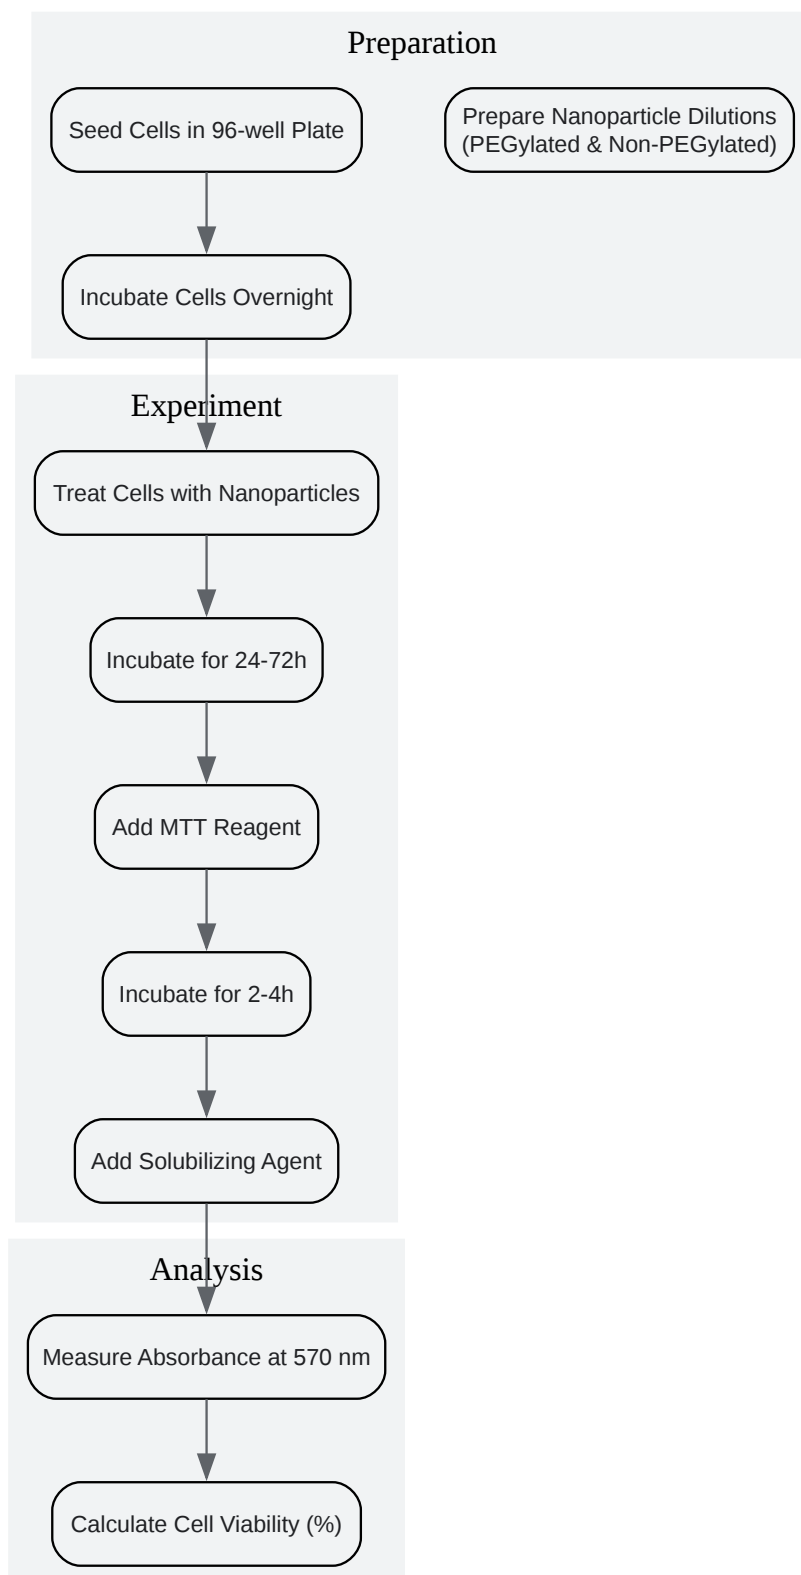 Preparation
Seed Cells in 96-well Plate
Prepare Nanoparticle Dilutions
(PEGylated & Non-PEGylated)
Incubate Cells Overnight
Experiment
Treat Cells with Nanoparticles
Incubate for 24-72h
Add MTT Reagent
Incubate for 2-4h
Add Solubilizing Agent
Analysis
Measure Absorbance at 570 nm
Calculate Cell Viability (%)